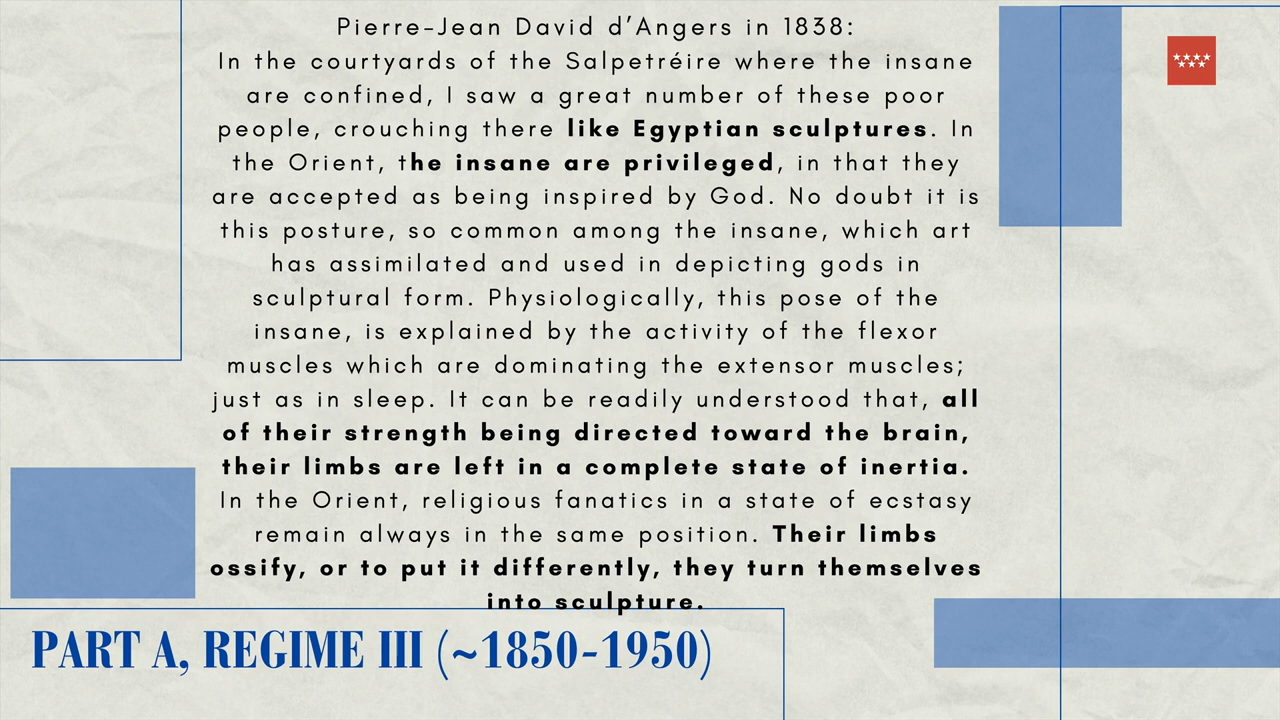 Pierre-Jean David d'Angers in 1838:
In the courtyards of the Salpetréire where the insane
are confined, I saw a great number of these poor
people, crouching there like Egyptian sculptures. In
the Orient, the insane are privileged, in that they
are accepted as being inspired by God. No doubt it is
this posture, so common among the insane, which art
has assimilated and used in depicting gods in
sculptural form. Physiologically, this pose of the
insane, is explained by the activity of the flexor
muscles which are dominating the extensor muscles;
just as in sleep. It can be readily understood that, all
of their strength being directed toward the brain,
their limbs are left in a complete state of inertia.
In the Orient, religious fanatics in a state of ecstasy
remain always in the same position. Their limbs
ossify, or to put it differently, they turn themselves
into sculpture.
PART A, REGIME III (~1850-1950)